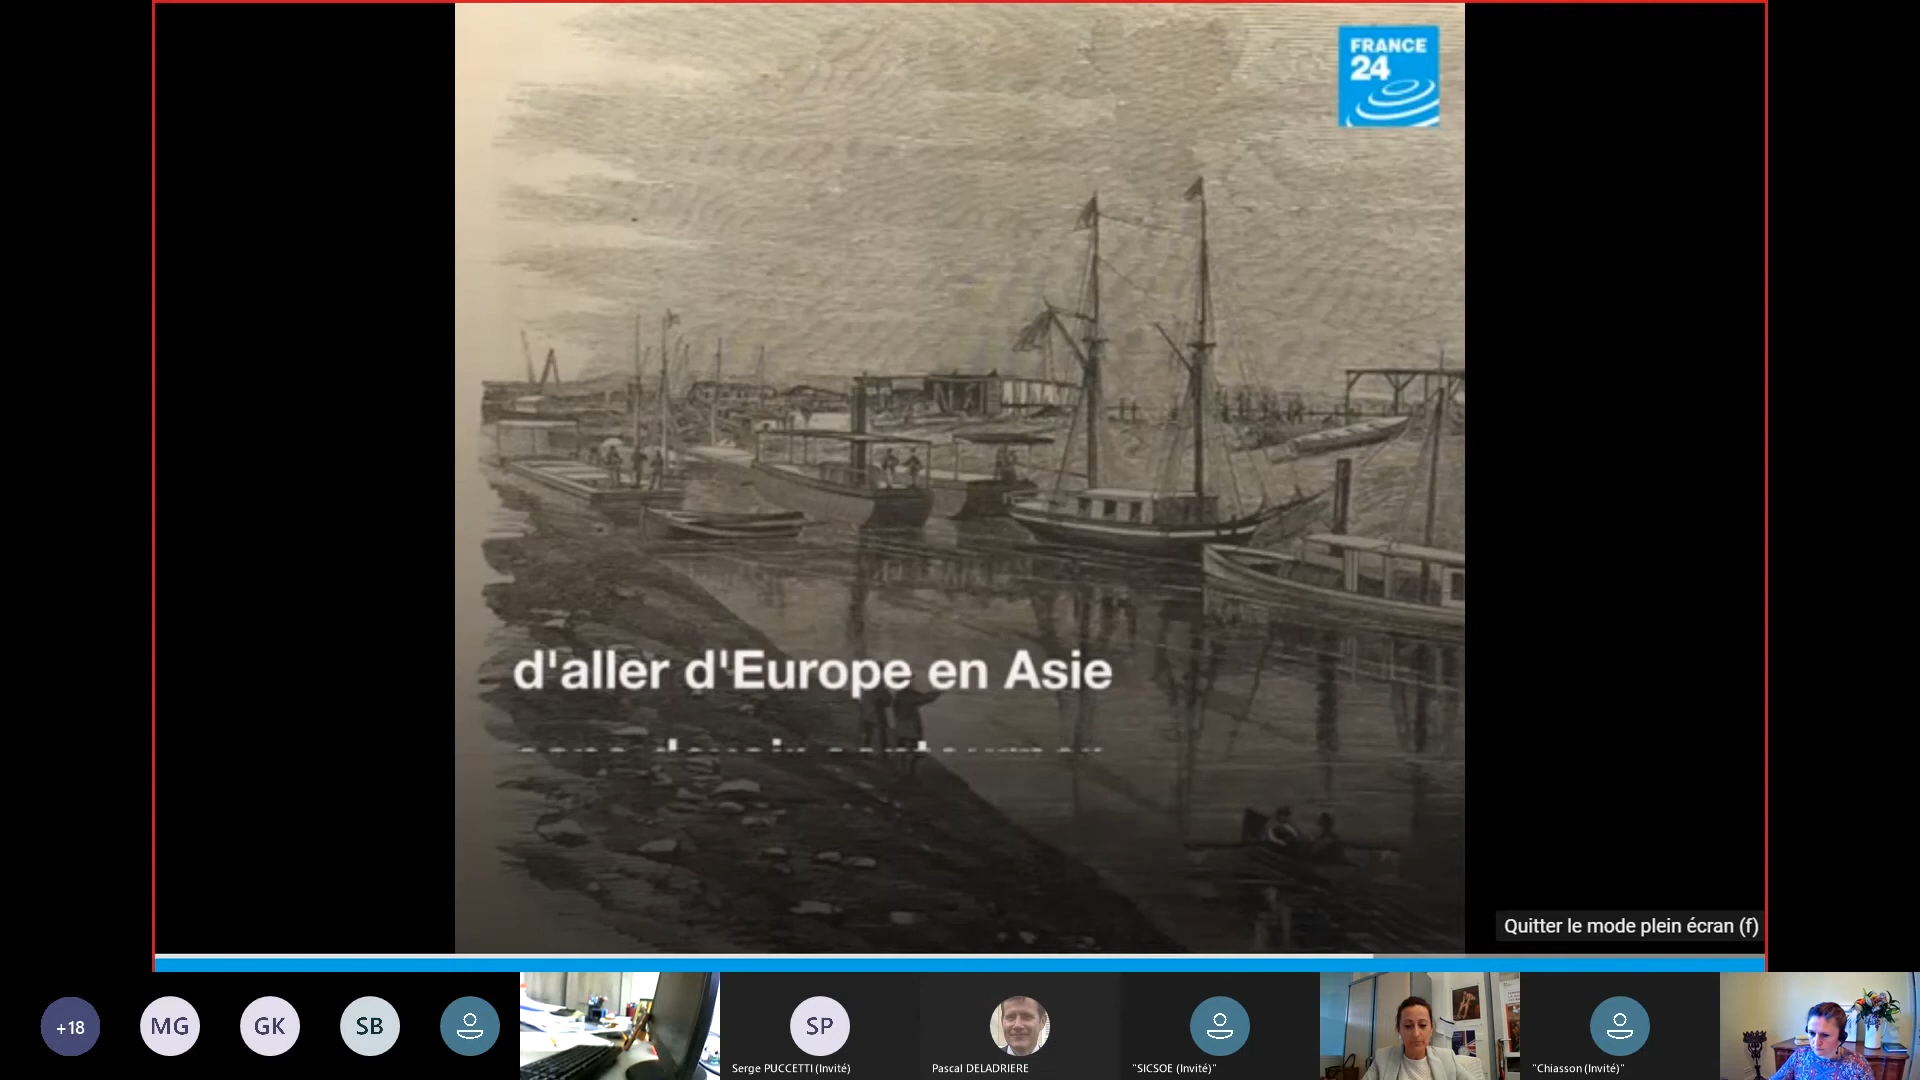 FRANCE
24
d'aller d'Europe en Asie
Quitter le mode plein écran (f)
+18
MG
GK
SB
SP
Serge PUCCETTI (Invité)
Pascal DELADRIERE
"SICSOE (Invité)"
"Chiasson (Invité)"